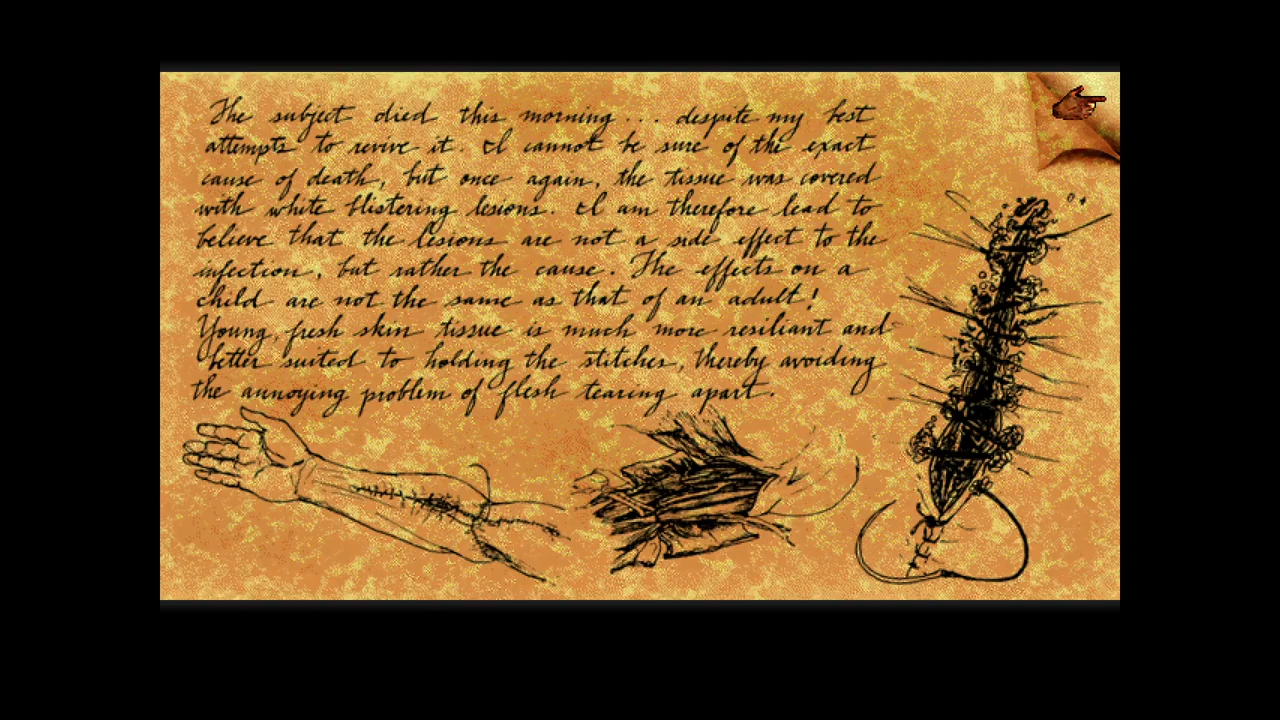 The subject died this morning... despite my best
attempts to revive it. I cannot be sure of the exact
cause of death, but once again, the tissue was covered
with white blistering lesions. I am therefore lead to
believe that the lesions are not a side effect to the
infection, but rather the cause. The effects on a
child are not the same as that of an adult!
Young, fresh skin tissue is much more resiliant and
better suited to holding the stitches, thereby avoiding
the annoying problem of flesh tearing apart.